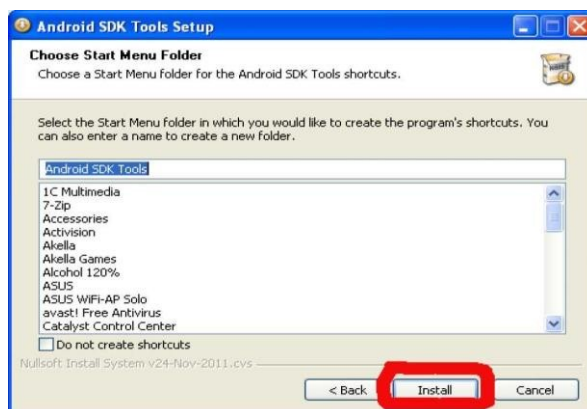 Android SDK Tools Setup
Choose Start Menu Folder
Choose a Start Menu folder for the Android SDK Tools shortcuts.
Select the Start Menu folder in which you would like to create the program's shortcuts. You
can also enter a name to create a new folder.
Android SDK Tools
1C Multimedia
7-Zip
Accessories
Activision
Akella
Akella Games
Alcohol 120%
ASUS
ASUS WiFi-AP Solo
avast! Free Antivirus
Catalyst Control Center
Do not create shortcuts
Nullsoft Install System v24-Nov-2011.cvs
< Back
Install
Cancel